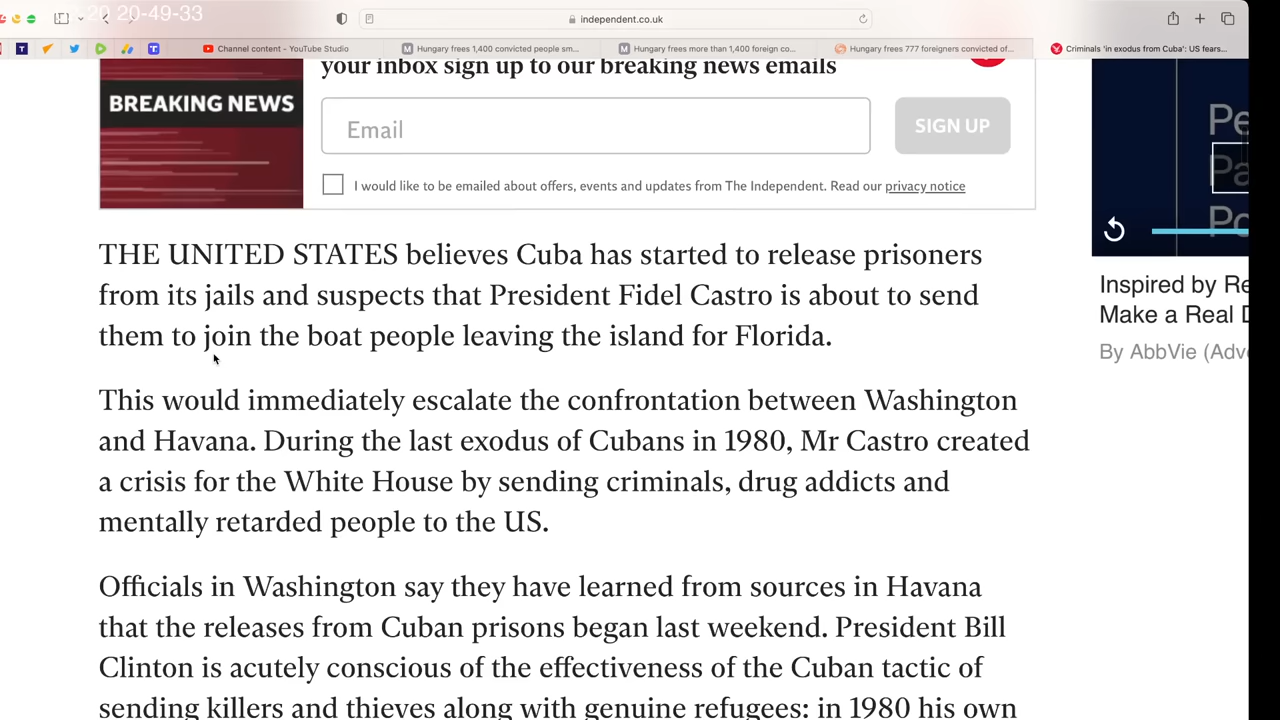 20-49-33
independent.co.uk
Channel content - YouTube Studio
Hungary frees 1,400 convicted people sm...
Hungary frees more than 1,400 foreign co...
Hungary frees 777 foreigners convicted of...
Criminals 'in exodus from Cuba': US fears...
your inbox sign up to our breaking news emails
BREAKING NEWS
Email
SIGN UP
I would like to be emailed about offers, events and updates from The Independent. Read our privacy notice
THE UNITED STATES believes Cuba has started to release prisoners
from its jails and suspects that President Fidel Castro is about to send
them to join the boat people leaving the island for Florida.
This would immediately escalate the confrontation between Washington
and Havana. During the last exodus of Cubans in 1980, Mr Castro created
a crisis for the White House by sending criminals, drug addicts and
mentally retarded people to the US.
Officials in Washington say they have learned from sources in Havana
that the releases from Cuban prisons began last weekend. President Bill
Clinton is acutely conscious of the effectiveness of the Cuban tactic of
sending killers and thieves along with genuine refugees: in 1980 his own
Pe
Pa
Po
Inspired by Re
Make a Real D
By AbbVie (Adv